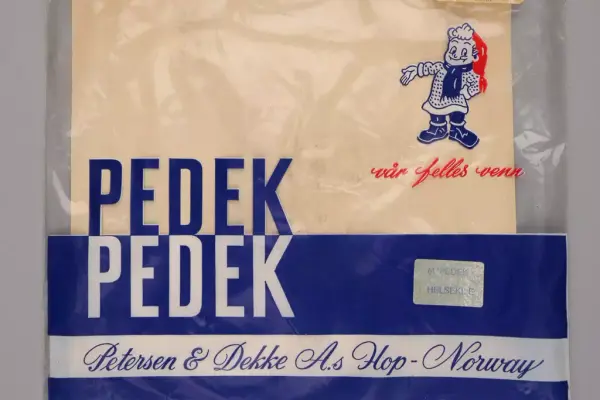 vår felles venn
PEDEK
PEDEK
Petersen & Dekke A.s Hop - Norway